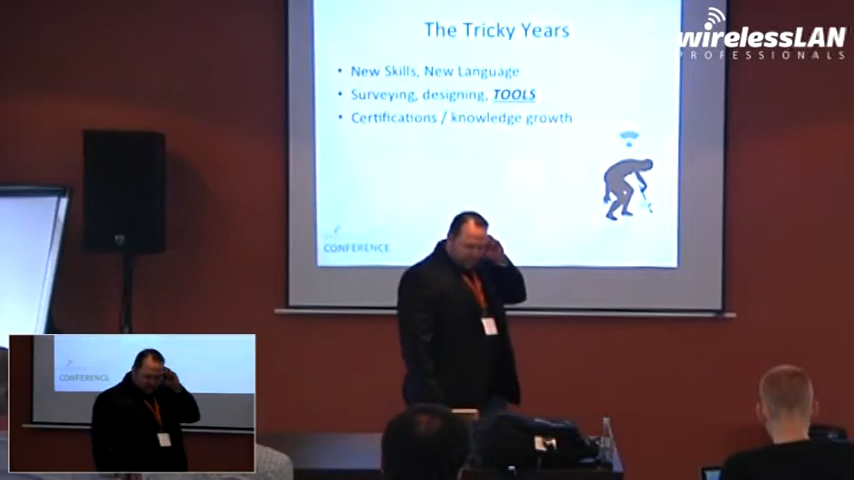 The Tricky Years
wirelessLAN
PROFESSIONALS
• New Skills, New Language
• Surveying, designing, TOOLS
• Certifications / knowledge growth
CONFERENCE
CONFERENCE